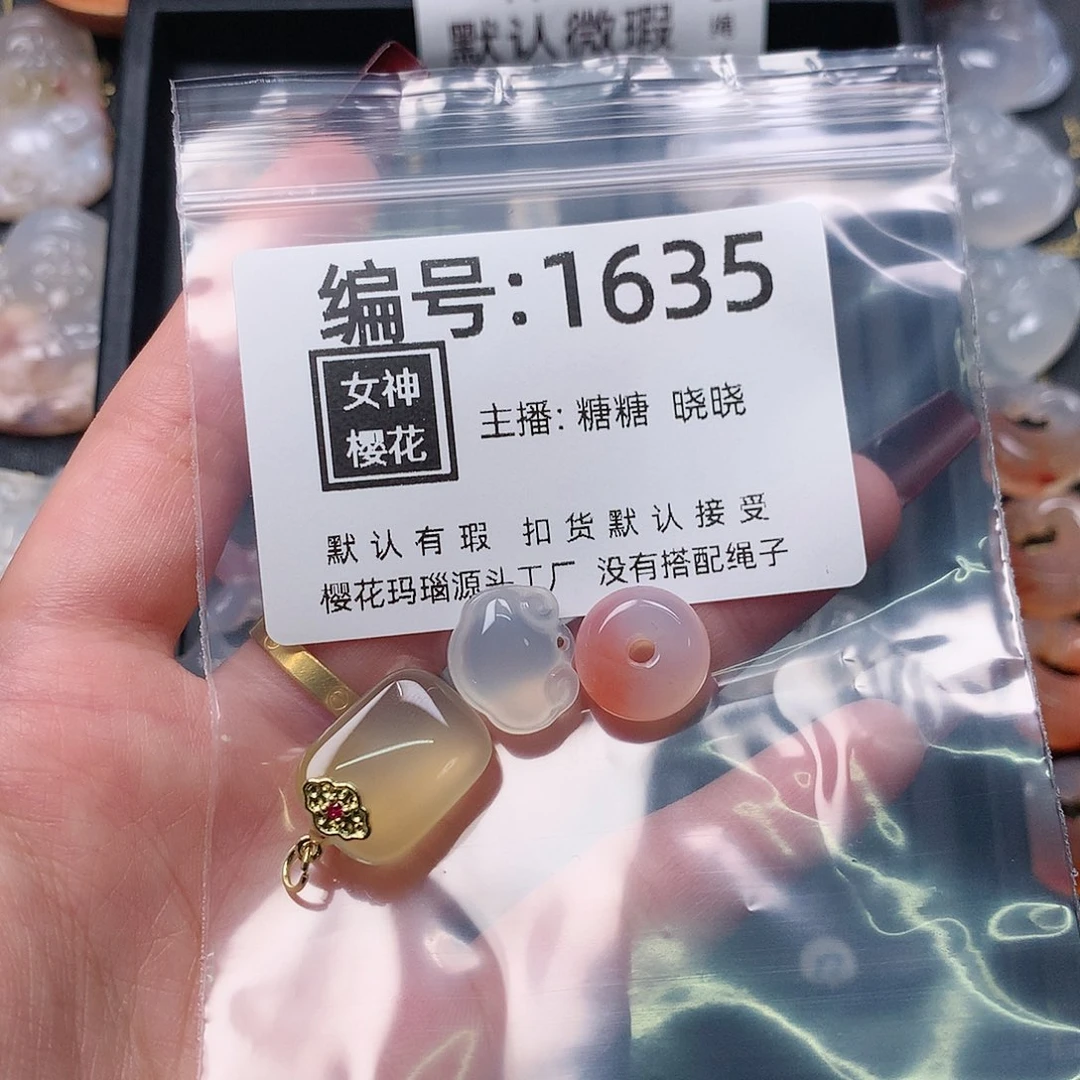 默认微瑕
编号:1635
女神
樱花
主播: 糖糖 晓晓
默认有瑕 扣货默认接受
樱花玛瑙源头工厂 没有搭配绳子